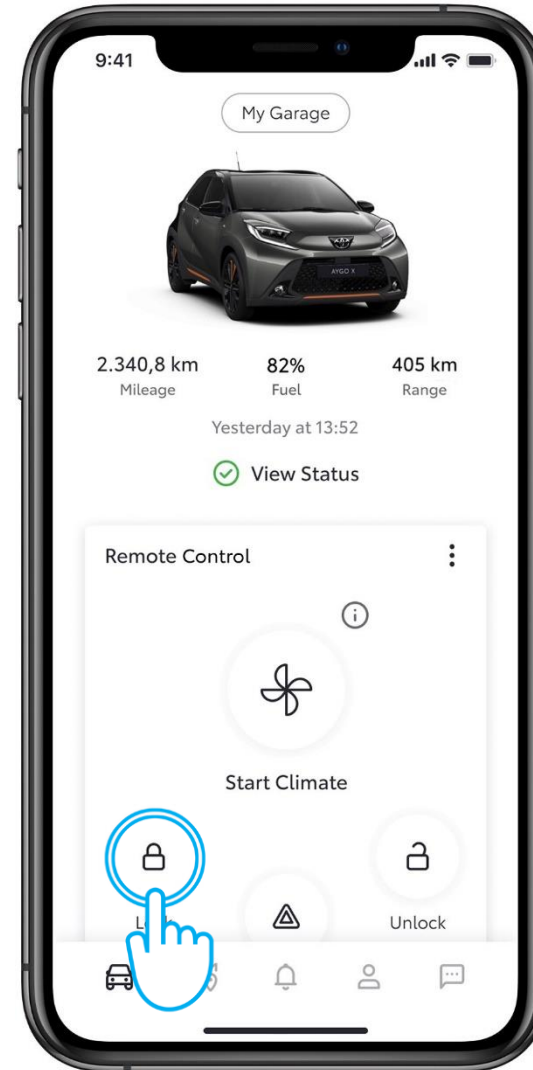 9:41
My Garage
AYGO X
2.340,8 km 82% 405 km
Mileage Fuel Range
Yesterday at 13:52
View Status
Remote Control
Start Climate
Unlock